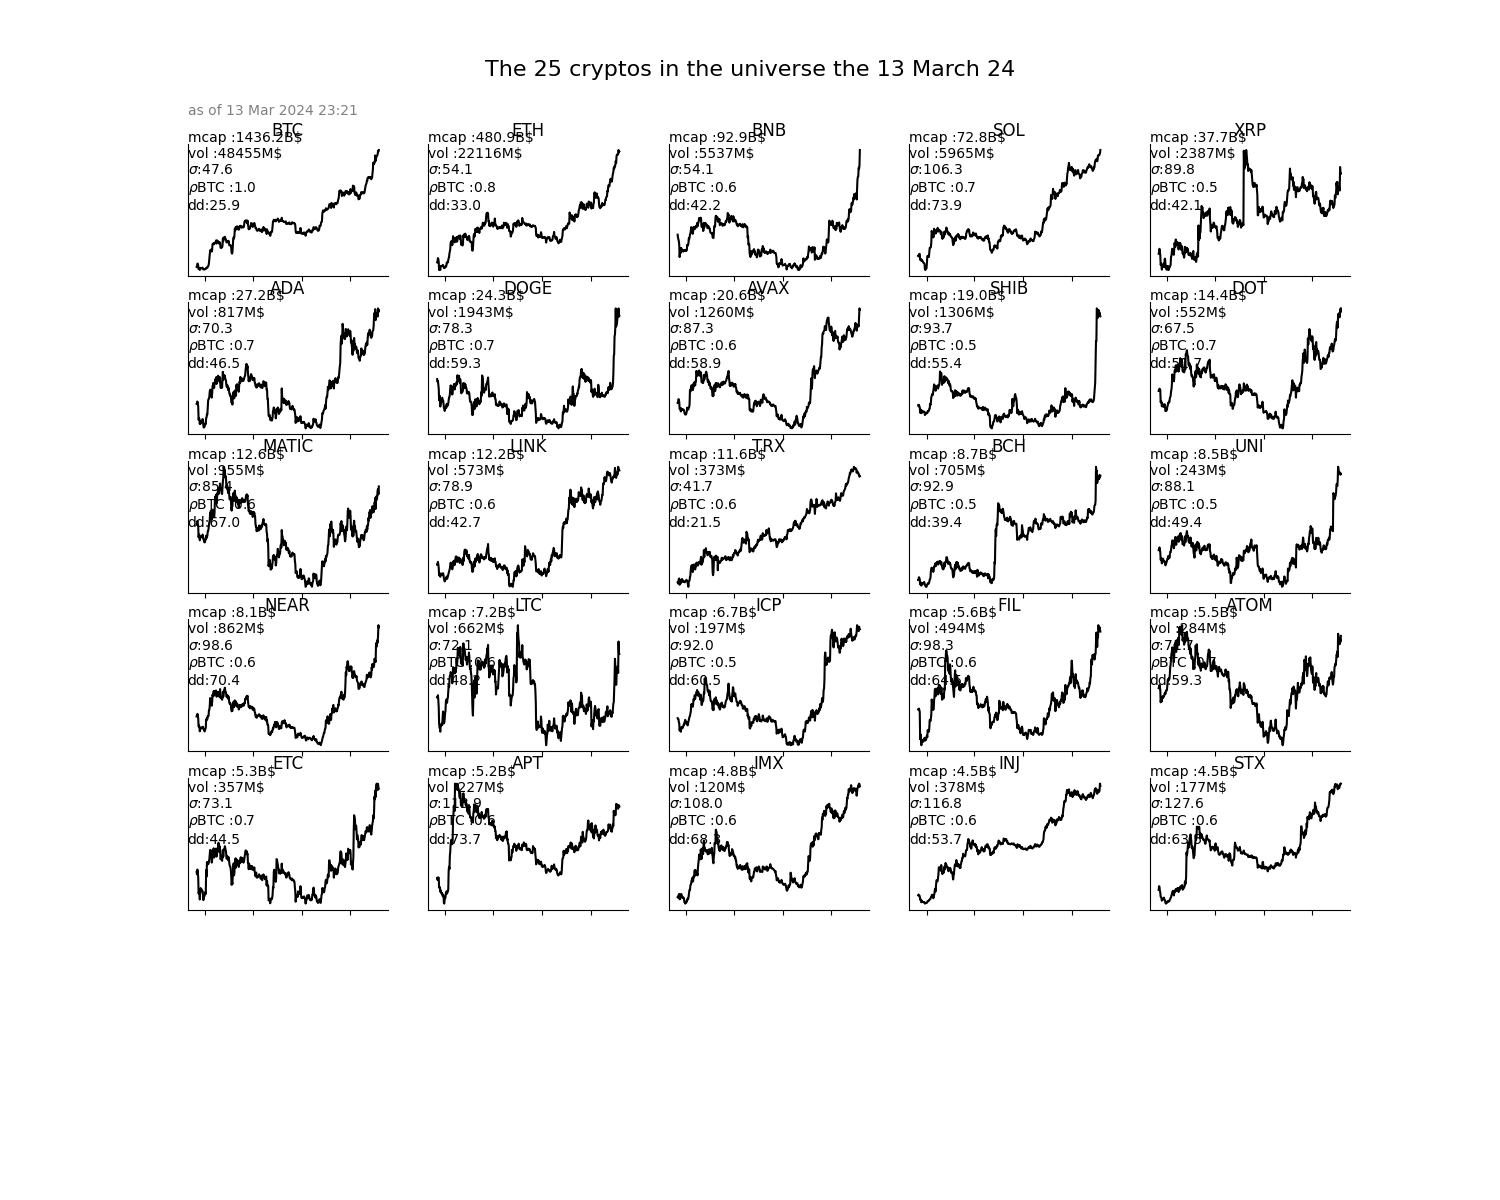 The 25 cryptos in the universe the 13 March 24
as of 13 Mar 2024 23:21
BTC
mcap :1436.2B$
vol :48455M$
σ:47.6
ρBTC :1.0
dd:25.9
ETH
mcap :480.9B$
vol :22116M$
σ:54.1
ρBTC :0.8
dd:33.0
BNB
mcap :92.9B$
vol :5537M$
σ:54.1
ρBTC :0.6
dd:42.2
SOL
mcap :72.8B$
vol :5965M$
σ:106.3
ρBTC :0.7
dd:73.9
XRP
mcap :37.7B$
vol :2387M$
σ:89.8
ρBTC :0.5
dd:42.1
ADA
mcap :27.2B$
vol :817M$
σ:70.3
ρBTC :0.7
dd:46.5
DOGE
mcap :24.3B$
vol :1943M$
σ:78.3
ρBTC :0.7
dd:59.3
AVAX
mcap :20.6B$
vol :1260M$
σ:87.3
ρBTC :0.6
dd:58.9
SHIB
mcap :19.0B$
vol :1306M$
σ:93.7
ρBTC :0.5
dd:55.4
DOT
mcap :14.4B$
vol :552M$
σ:67.5
ρBTC :0.7
MATIC
mcap :12.6B$
vol :955M$
ρBTC :0.6
dd:67.0
LINK
mcap :12.2B$
vol :573M$
σ:78.9
ρBTC :0.6
dd:42.7
TRX
mcap :11.6B$
vol :373M$
σ:41.7
ρBTC :0.6
dd:21.5
BCH
mcap :8.7B$
vol :705M$
σ:92.9
ρBTC :0.5
dd:39.4
UNI
mcap :8.5B$
vol :243M$
σ:88.1
ρBTC :0.5
dd:49.4
NEAR
mcap :8.1B$
vol :862M$
σ:98.6
ρBTC :0.6
dd:70.4
LTC
mcap :7.2B$
vol :662M$
σ:72.1
ρBTC :0.6
ICP
mcap :6.7B$
vol :197M$
σ:92.0
ρBTC :0.5
dd:60.5
FIL
mcap :5.6B$
vol :494M$
σ:98.3
ρBTC :0.6
ATOM
mcap :5.5B$
vol :284M$
dd:59.3
ETC
mcap :5.3B$
vol :357M$
σ:73.1
ρBTC :0.7
dd:44.5
APT
mcap :5.2B$
vol :227M$
ρBTC :0.6
dd:73.7
IMX
mcap :4.8B$
vol :120M$
σ:108.0
ρBTC :0.6
INJ
mcap :4.5B$
vol :378M$
σ:116.8
ρBTC :0.6
dd:53.7
STX
mcap :4.5B$
vol :177M$
σ:127.6
ρBTC :0.6